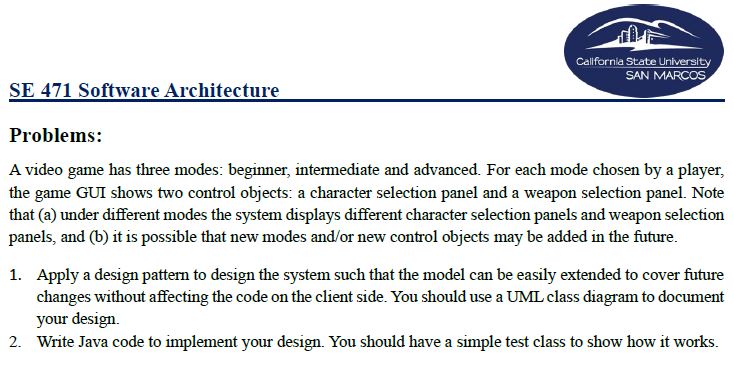 California State University
SAN MARCOS
SE 471 Software Architecture
Problems:
A video game has three modes: beginner, intermediate and advanced. For each mode chosen by a player,
the game GUI shows two control objects: a character selection panel and a weapon selection panel. Note
that (a) under different modes the system displays different character selection panels and weapon selection
panels, and (b) it is possible that new modes and/or new control objects may be added in the future.
1. Apply a design pattern to design the system such that the model can be easily extended to cover future
changes without affecting the code on the client side. You should use a UML class diagram to document
your design.
2. Write Java code to implement your design. You should have a simple test class to show how it works.